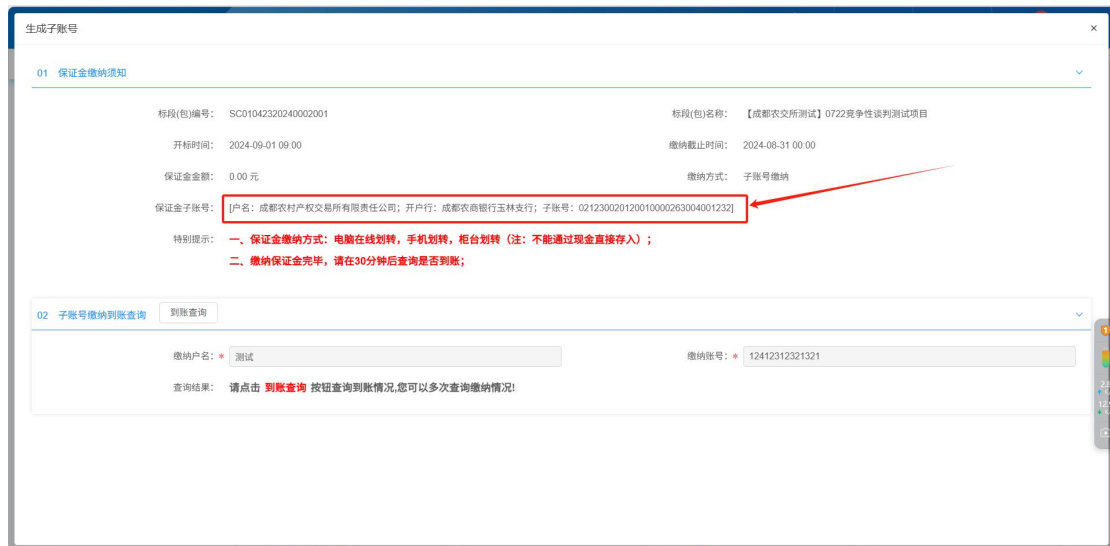 生成子账号
×
01 保证金缴纳须知
标段(包)编号： SC01042320240002001 标段(包)名称： 【成都农交所测试】0722竞争性谈判测试项目
开标时间： 2024-09-01 09:00 缴纳截止时间： 2024-08-31 00:00
保证金金额： 0.00 元 缴纳方式： 子账号缴纳
保证金子账号： [户名：成都农村产权交易所有限责任公司；开户行：成都农商银行玉林支行；子账号：0212300201200100002630040​01232]
特别提示： 一、保证金缴纳方式：电脑在线划转，手机划转，柜台划转（注：不能通过现金直接存入）；
二、缴纳保证金完毕，请在30分钟后查询是否到账；
02 子账号缴纳到账查询 到账查询
缴纳户名：* 测试 缴纳账号：* 12412312321321
查询结果： 请点击 到账查询 按钮查询到账情况,您可以多次查询缴纳情况!